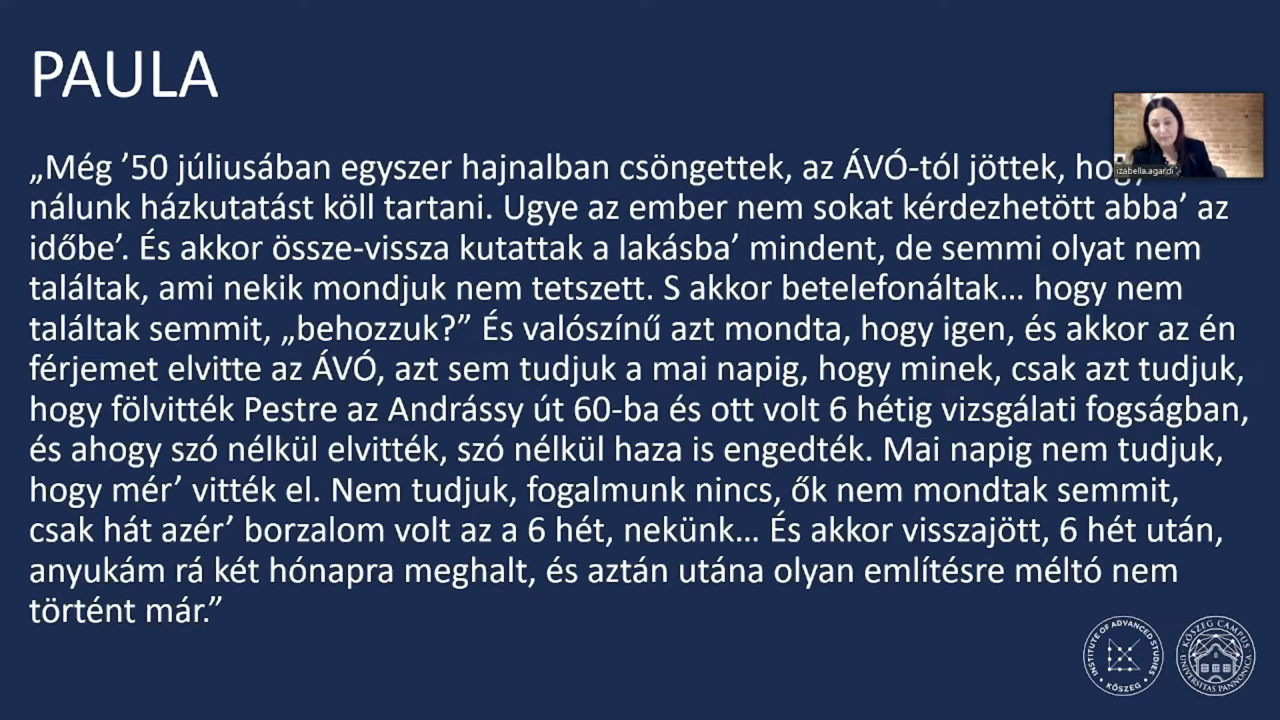 PAULA
„Még ’50 júliusában egyszer hajnalban csöngettek, az ÁVÓ-tól jöttek, hogy
izabella.agardi
nálunk házkutatást köll tartani. Ugye az ember nem sokat kérdezhetött abba’ az
időbe’. És akkor össze-vissza kutattak a lakásba’ mindent, de semmi olyat nem
találtak, ami nekik mondjuk nem tetszett. S akkor betelefonáltak... hogy nem
találtak semmit, „behozzuk?” És valószínű azt mondta, hogy igen, és akkor az én
férjemet elvitte az ÁVÓ, azt sem tudjuk a mai napig, hogy minek, csak azt tudjuk,
hogy fölvitték Pestre az Andrássy út 60-ba és ott volt 6 hétig vizsgálati fogságban,
és ahogy szó nélkül elvitték, szó nélkül haza is engedték. Mai napig nem tudjuk,
hogy mér’ vitték el. Nem tudjuk, fogalmunk nincs, ők nem mondtak semmit,
csak hát azér’ borzalom volt az a 6 hét, nekünk... És akkor visszajött, 6 hét után,
anyukám rá két hónapra meghalt, és aztán utána olyan említésre méltó nem
történt már.”
INSTITUTE OF ADVANCED STUDIES • KŐSZEG •
KŐSZEG CAMPUS UNIVERSITAS PANNONICA